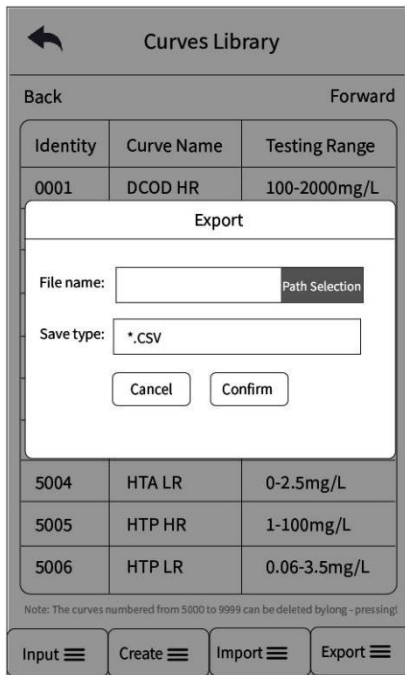 Curves Library
Back Forward
Identity Curve Name Testing Range
0001 DCOD HR 100-2000mg/L
Export
File name: Path Selection
Save type: *.CSV
Cancel Confirm
5004 HTA LR 0-2.5mg/L
5005 HTP HR 1-100mg/L
5006 HTP LR 0.06-3.5mg/L
Note: The curves numbered from 5000 to 9999 can be deleted bylong - pressing!
Input Create Import Export